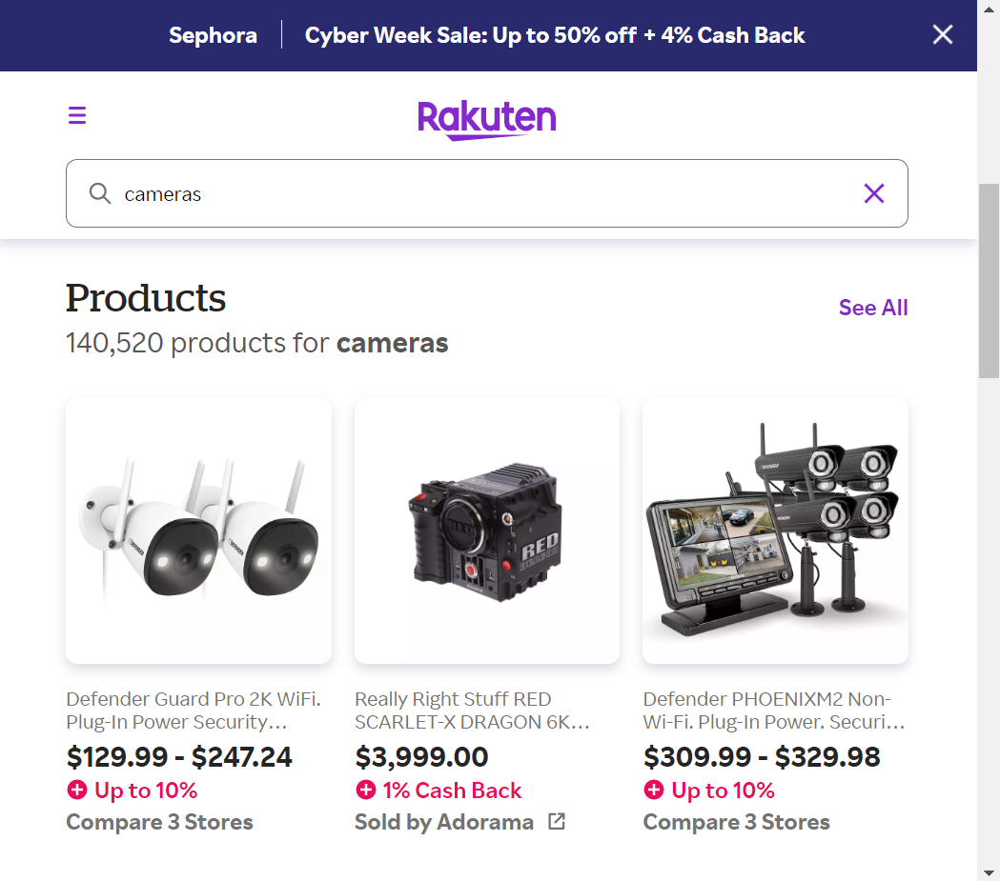 Sephora
Cyber Week Sale: Up to 50% off + 4% Cash Back
Rakuten
cameras
Products
See All
140,520 products for cameras
RED
Defender Guard Pro 2K WiFi.
Plug-In Power Security...
$129.99 - $247.24
Up to 10%
Compare 3 Stores
Really Right Stuff RED
SCARLET-X DRAGON 6K...
$3,999.00
1% Cash Back
Sold by Adorama
Defender PHOENIXM2 Non-
Wi-Fi. Plug-In Power. Securi...
$309.99 - $329.98
Up to 10%
Compare 3 Stores